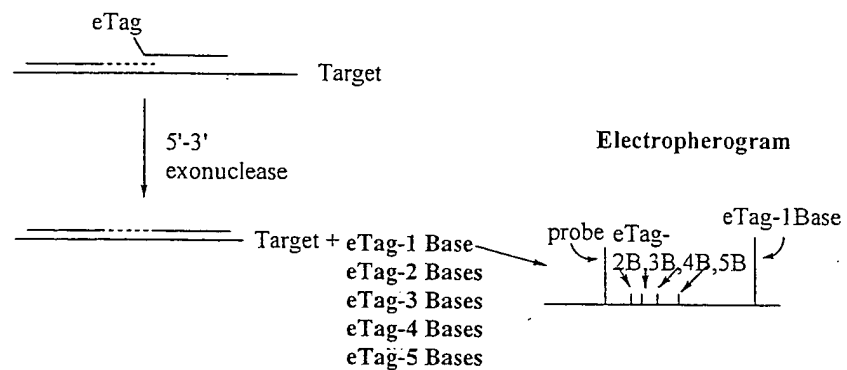 eTag
Target
5'-3'
exonuclease
Electropherogram
Target + eTag-1 Base
eTag-2 Bases
eTag-3 Bases
eTag-4 Bases
eTag-5 Bases
probe eTag-
2B,3B,4B,5B
eTag-1Base